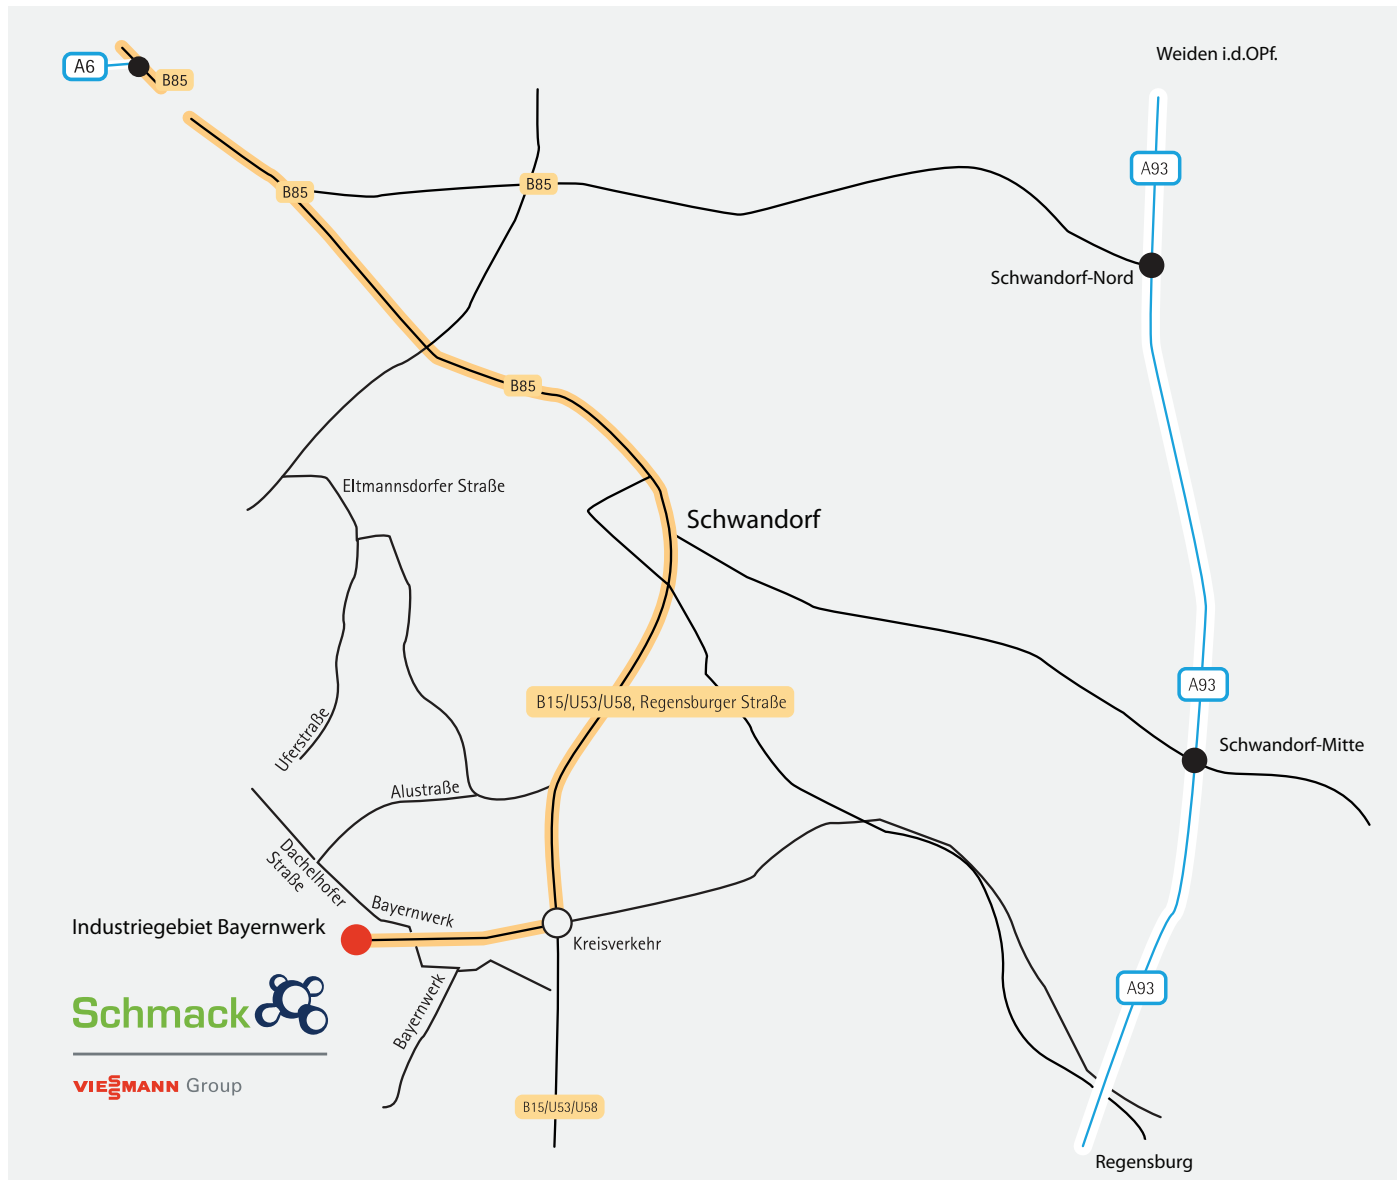 Weiden i.d.OPf.
A6
B85
A93
B85
B85
Schwandorf-Nord
B85
Eltmannsdorfer Straße
Schwandorf
A93
B15/U53/U58, Regensburger Straße
Uferstraße
Schwandorf-Mitte
Alustraße
Dachelhofer
Straße
Bayernwerk
Industriegebiet Bayernwerk
Kreisverkehr
A93
Schmack
Bayernwerk
VIESSMANN Group
B15/U53/U58
Regensburg